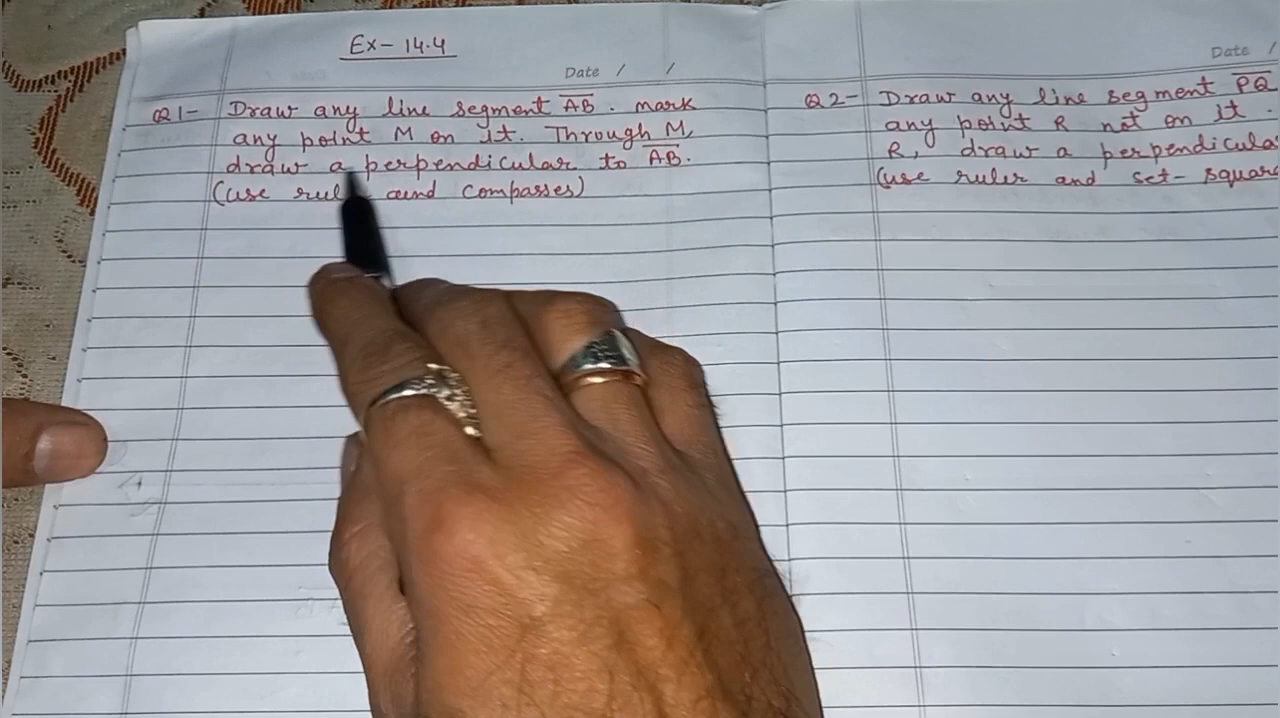 Ex- 14.4
Date / /
Q1- Draw any line segment AB. mark
any point M on it. Through M,
draw a perpendicular to AB.
(use and compasses)
Date /
Q2- Draw any line segment PQ
any point R not on it.
R, draw a perpendicula
(use ruler and set-square